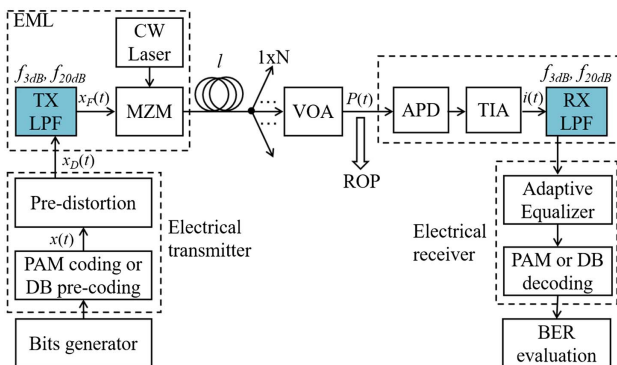 EML
CW
Laser
f3dB, f20dB
TX
LPF
xF(t)
MZM
l
1xN
...
...
VOA
P(t)
ROP
APD
TIA
i(t)
f3dB, f20dB
RX
LPF
xD(t)
Pre-distortion
x(t)
PAM coding or
DB pre-coding
Electrical
transmitter
Bits generator
Electrical
receiver
Adaptive
Equalizer
PAM or DB
decoding
BER
evaluation